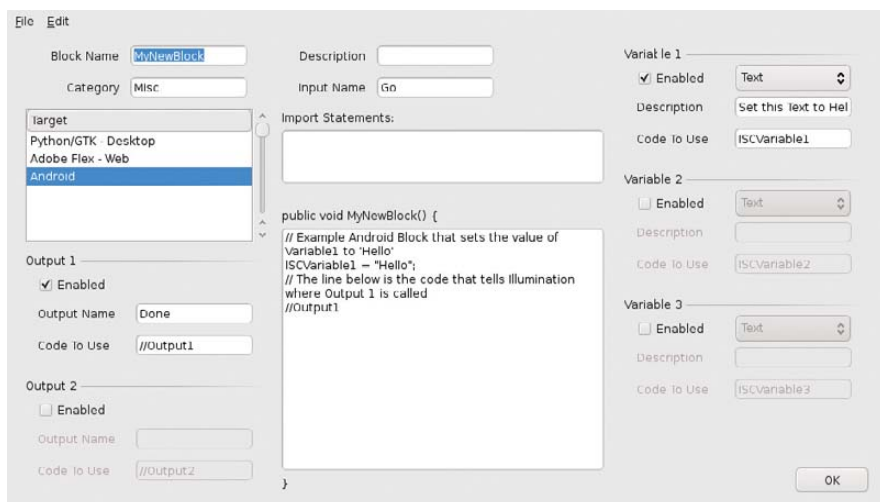 File Edit
Block Name MyNewBlock
Category Misc
Target
Python/GTK - Desktop
Adobe Flex - Web
Android
Output 1
Enabled
Output Name Done
Code To Use //Output1
Output 2
Enabled
Output Name
Code To Use //Output2
Description
Input Name Go
Import Statements:
public void MyNewBlock() {
// Example Android Block that sets the value of
Variable1 to 'Hello'
ISCVariable1 = "Hello";
// The line below is the code that tells Illumination
where Output 1 is called
//Output1
}
Variable 1
Enabled Text
Description Set this Text to Hel
Code To Use ISCVariable1
Variable 2
Enabled Text
Description
Code To Use ISCVariable2
Variable 3
Enabled Text
Description
Code To Use ISCVariable3
OK